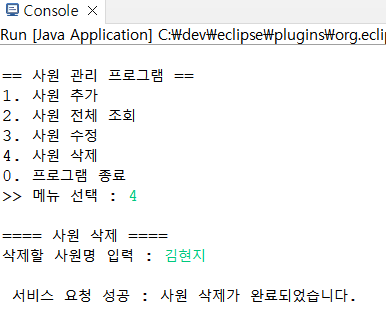 Console ×
Run [Java Application] C:₩dev₩eclipse₩plugins₩org.eclip
== 사원 관리 프로그램 ==
1. 사원 추가
2. 사원 전체 조회
3. 사원 수정
4. 사원 삭제
0. 프로그램 종료
>> 메뉴 선택 : 4
==== 사원 삭제 ====
삭제할 사원명 입력 : 김현지
서비스 요청 성공 : 사원 삭제가 완료되었습니다.